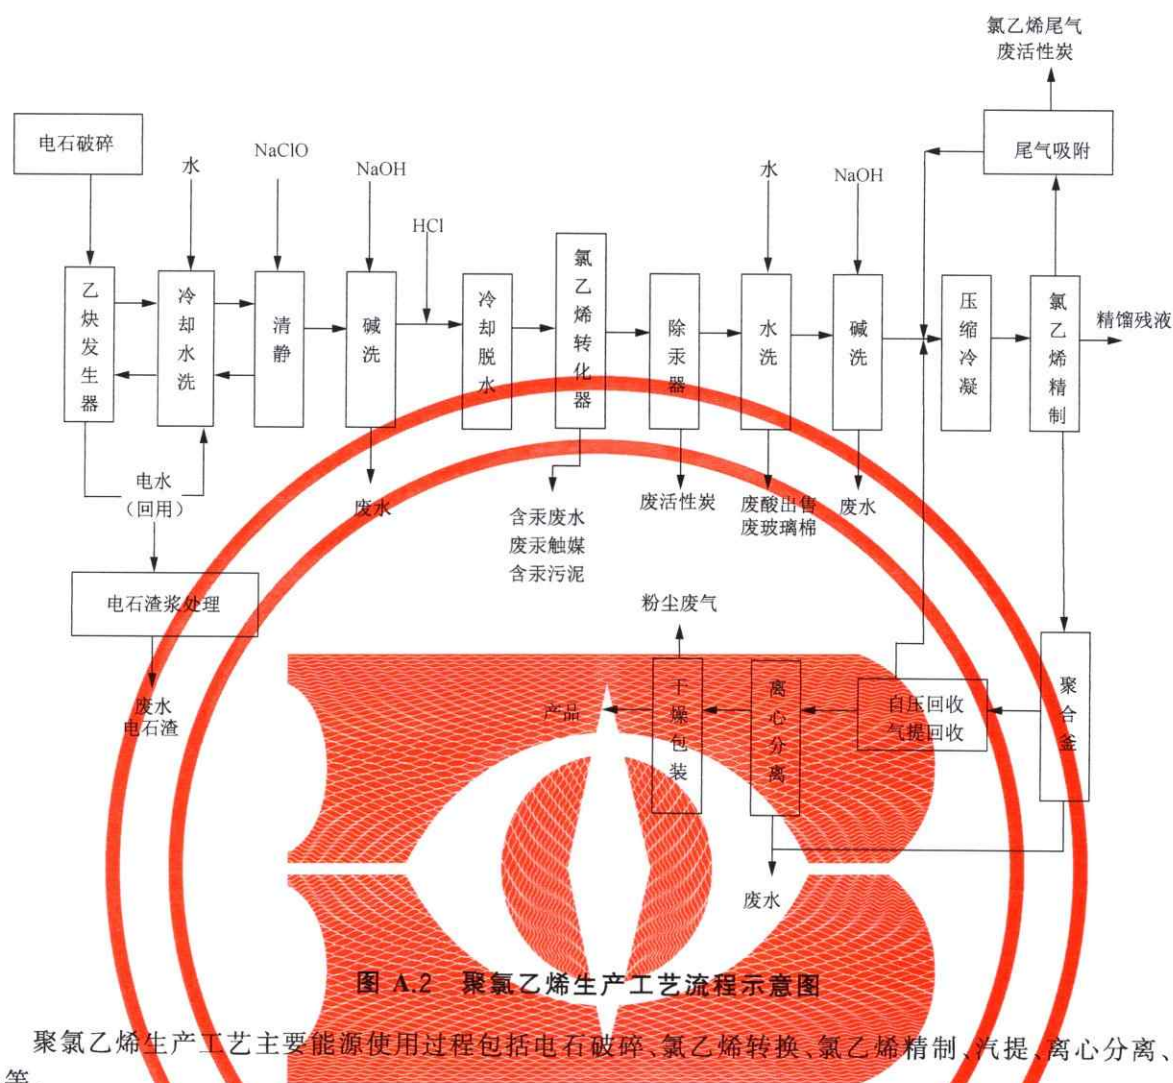 氯乙烯尾气
废活性炭
电石破碎
水
NaClO
NaOH
HCl
水
NaOH
尾气吸附
乙炔发生器
冷却水洗
清静
碱洗
冷却脱水
氯乙烯转化器
除汞器
水洗
碱洗
压缩冷凝
氯乙烯精制
精馏残液
电水
(回用)
废水
含汞废水
废汞触媒
含汞污泥
废活性炭
废酸出售
废玻璃棉
废水
电石渣浆处理
废水
电石渣
粉尘废气
产品
干燥包装
离心分离
自压回收
气提回收
聚合釜
废水
图 A.2 聚氯乙烯生产工艺流程示意图
聚氯乙烯生产工艺主要能源使用过程包括电石破碎、氯乙烯转换、氯乙烯精制、汽提、离心分离、
等